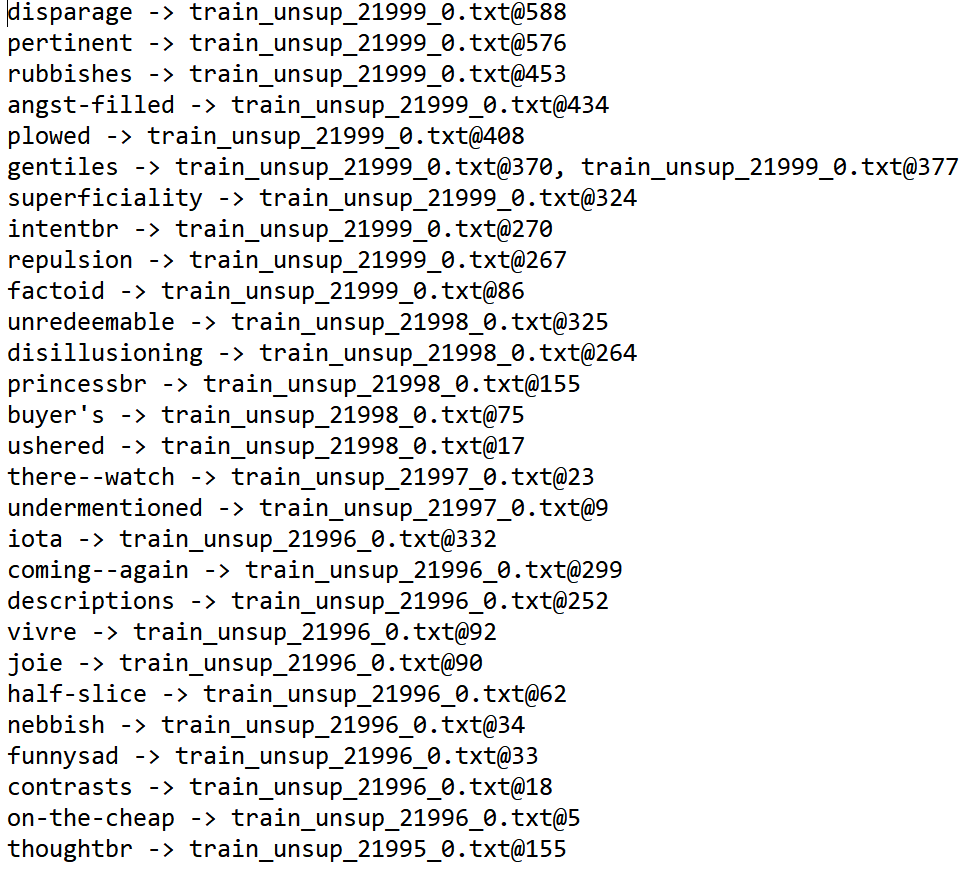 disparage -> train_unsup_21999_0.txt@588
pertinent -> train_unsup_21999_0.txt@576
rubbishes -> train_unsup_21999_0.txt@453
angst-filled -> train_unsup_21999_0.txt@434
plowed -> train_unsup_21999_0.txt@408
gentiles -> train_unsup_21999_0.txt@370, train_unsup_21999_0.txt@377
superficiality -> train_unsup_21999_0.txt@324
intentbr -> train_unsup_21999_0.txt@270
repulsion -> train_unsup_21999_0.txt@267
factoid -> train_unsup_21999_0.txt@86
unredeemable -> train_unsup_21998_0.txt@325
disillusioning -> train_unsup_21998_0.txt@264
princessbr -> train_unsup_21998_0.txt@155
buyer's -> train_unsup_21998_0.txt@75
ushered -> train_unsup_21998_0.txt@17
there--watch -> train_unsup_21997_0.txt@23
undermentioned -> train_unsup_21997_0.txt@9
iota -> train_unsup_21996_0.txt@332
coming--again -> train_unsup_21996_0.txt@299
descriptions -> train_unsup_21996_0.txt@252
vivre -> train_unsup_21996_0.txt@92
joie -> train_unsup_21996_0.txt@90
half-slice -> train_unsup_21996_0.txt@62
nebbish -> train_unsup_21996_0.txt@34
funnysad -> train_unsup_21996_0.txt@33
contrasts -> train_unsup_21996_0.txt@18
on-the-cheap -> train_unsup_21996_0.txt@5
thoughtbr -> train_unsup_21995_0.txt@155